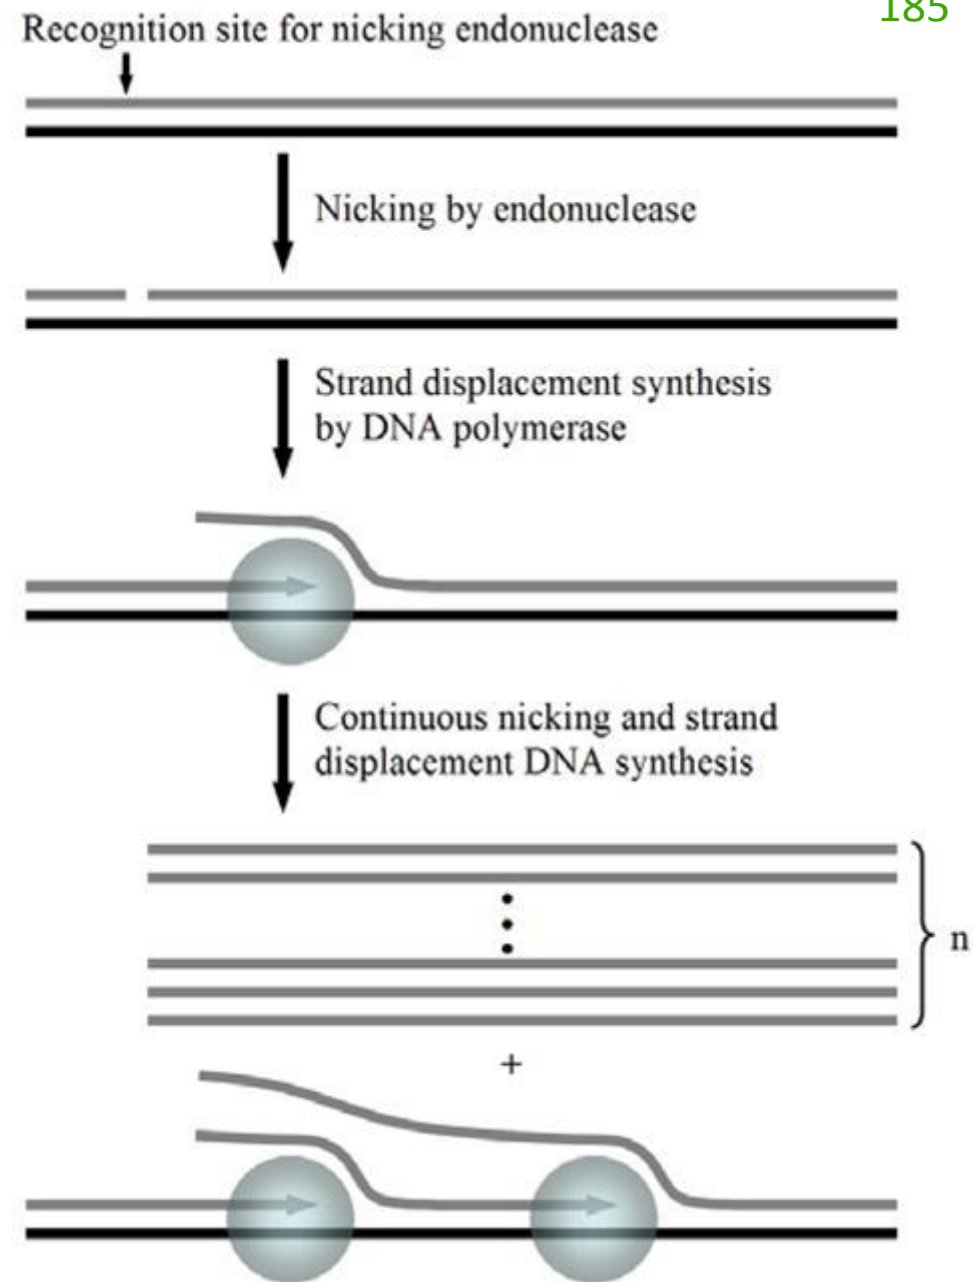 185
Recognition site for nicking endonuclease
Nicking by endonuclease
Strand displacement synthesis
by DNA polymerase
Continuous nicking and strand
displacement DNA synthesis
n
+